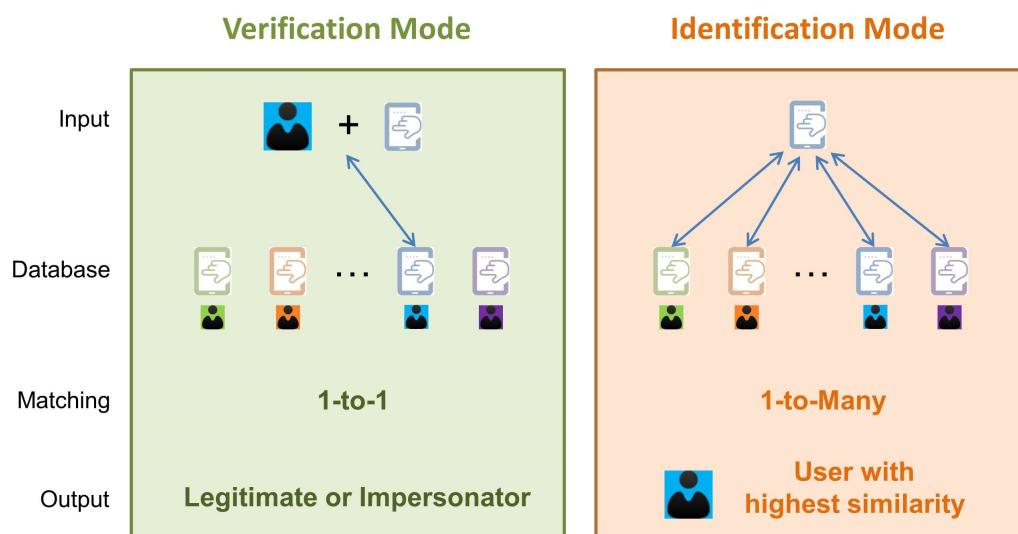 Verification Mode
Identification Mode
Input
+
Database
...
...
Matching
1-to-1
1-to-Many
Output
Legitimate or Impersonator
User with
highest similarity